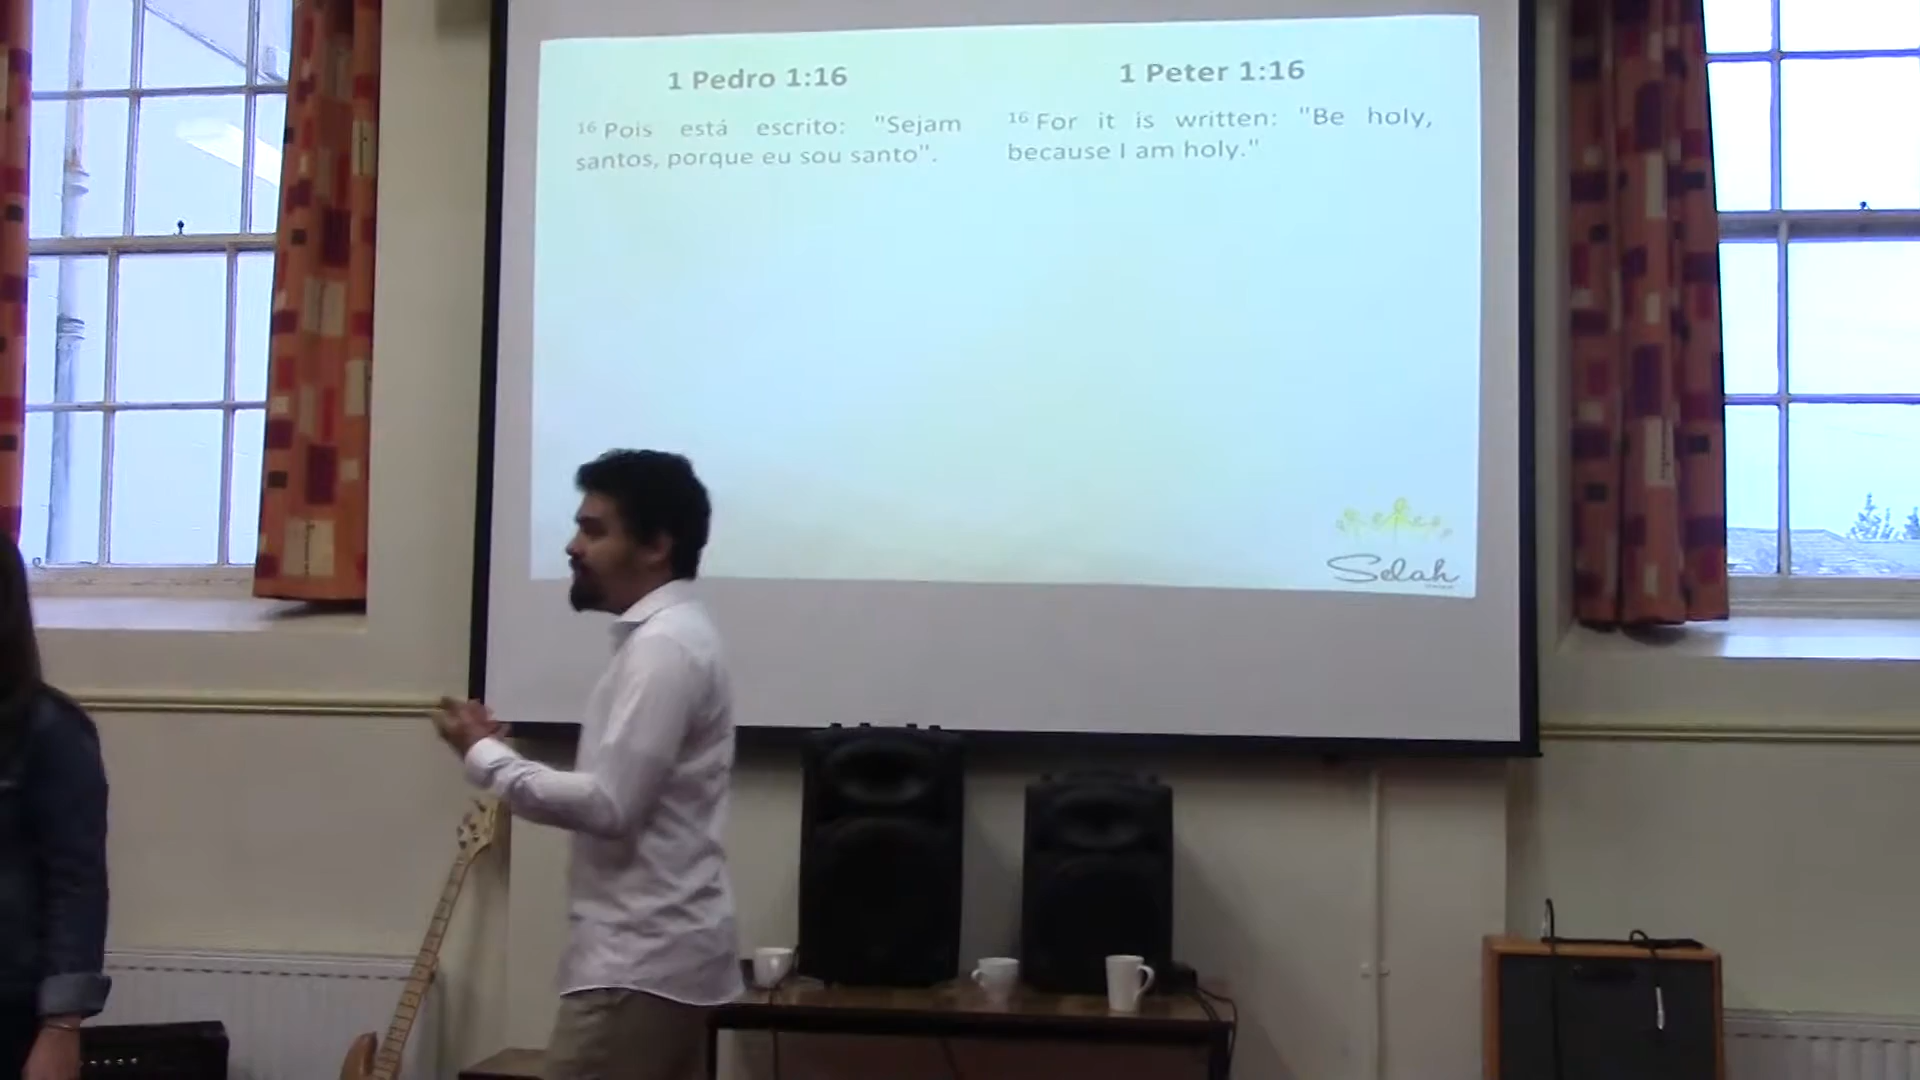 1 Pedro 1:16
16 Pois está escrito: "Sejam
santos, porque eu sou santo".
1 Peter 1:16
16 For it is written: "Be holy,
because I am holy."
Selah